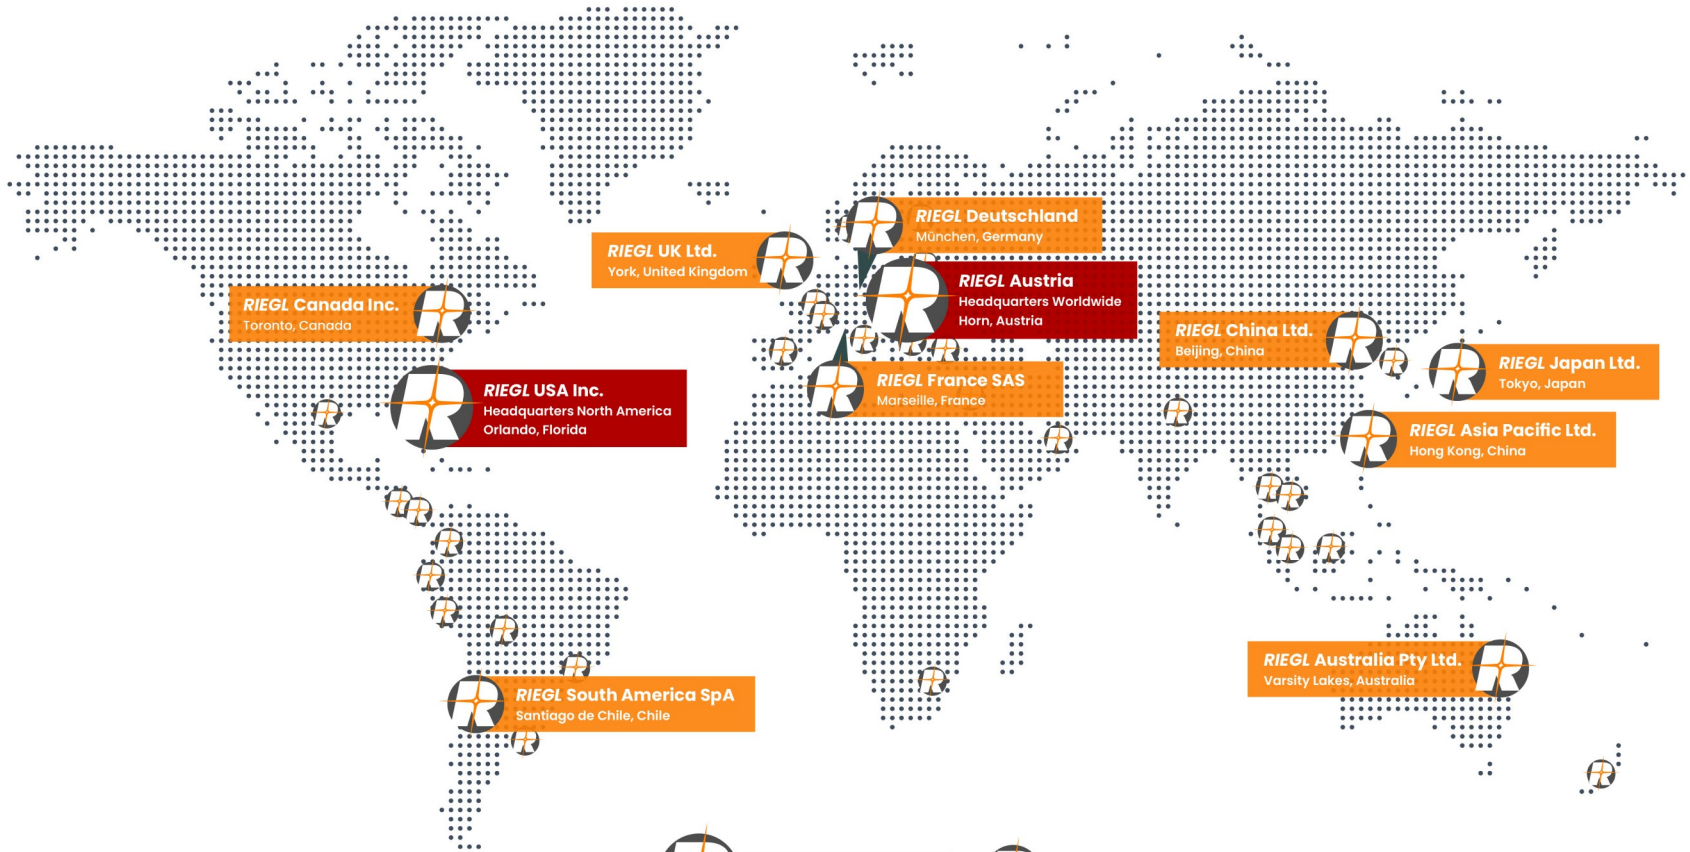 RIEGL Deutschland
München, Germany
RIEGL UK Ltd.
York, United Kingdom
RIEGL Austria
Headquarters Worldwide
Horn, Austria
RIEGL Canada Inc.
Toronto, Canada
RIEGL China Ltd.
Beijing, China
RIEGL Japan Ltd.
Tokyo, Japan
RIEGL USA Inc.
Headquarters North America
Orlando, Florida
RIEGL France SAS
Marseille, France
RIEGL Asia Pacific Ltd.
Hong Kong, China
RIEGL Australia Pty Ltd.
Varsity Lakes, Australia
RIEGL South America SpA
Santiago de Chile, Chile